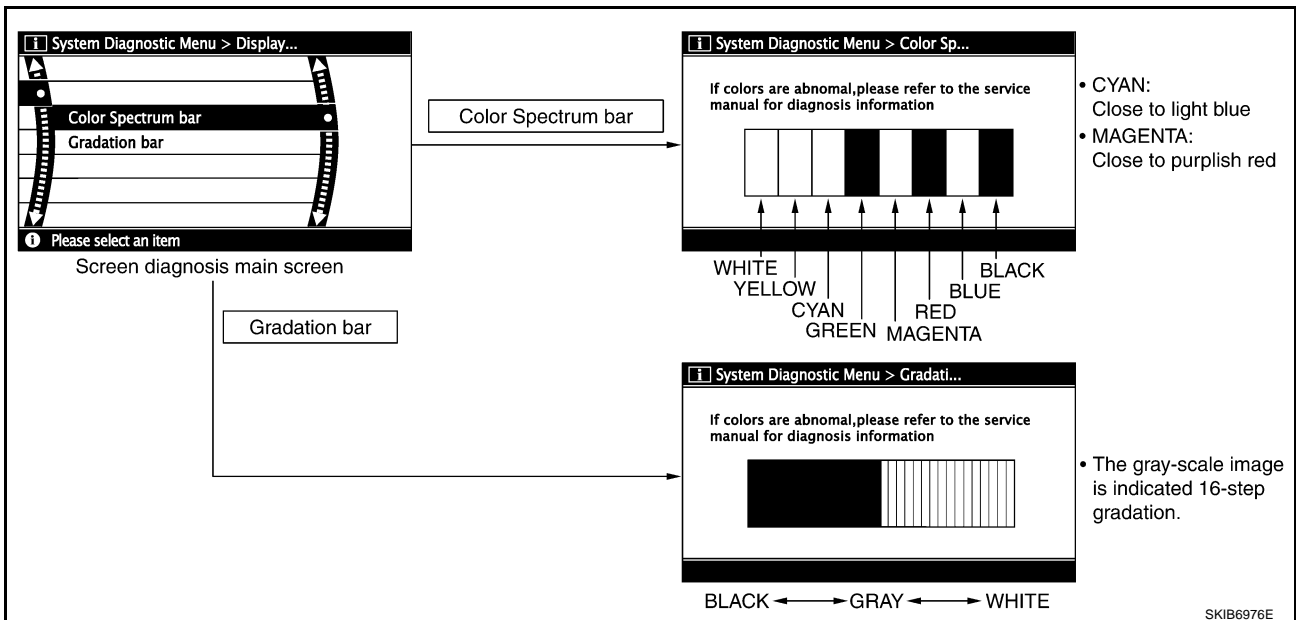 i System Diagnostic Menu > Display...
Color Spectrum bar
Gradation bar
i Please select an item
Screen diagnosis main screen
Color Spectrum bar
Gradation bar
i System Diagnostic Menu > Color Sp...
If colors are abnomal,please refer to the service
manual for diagnosis information
WHITE
YELLOW
CYAN
GREEN
MAGENTA
RED
BLUE
BLACK
• CYAN:
Close to light blue
• MAGENTA:
Close to purplish red
i System Diagnostic Menu > Gradati...
If colors are abnomal,please refer to the service
manual for diagnosis information
BLACK GRAY WHITE
• The gray-scale image
is indicated 16-step
gradation.
SKIB6976E